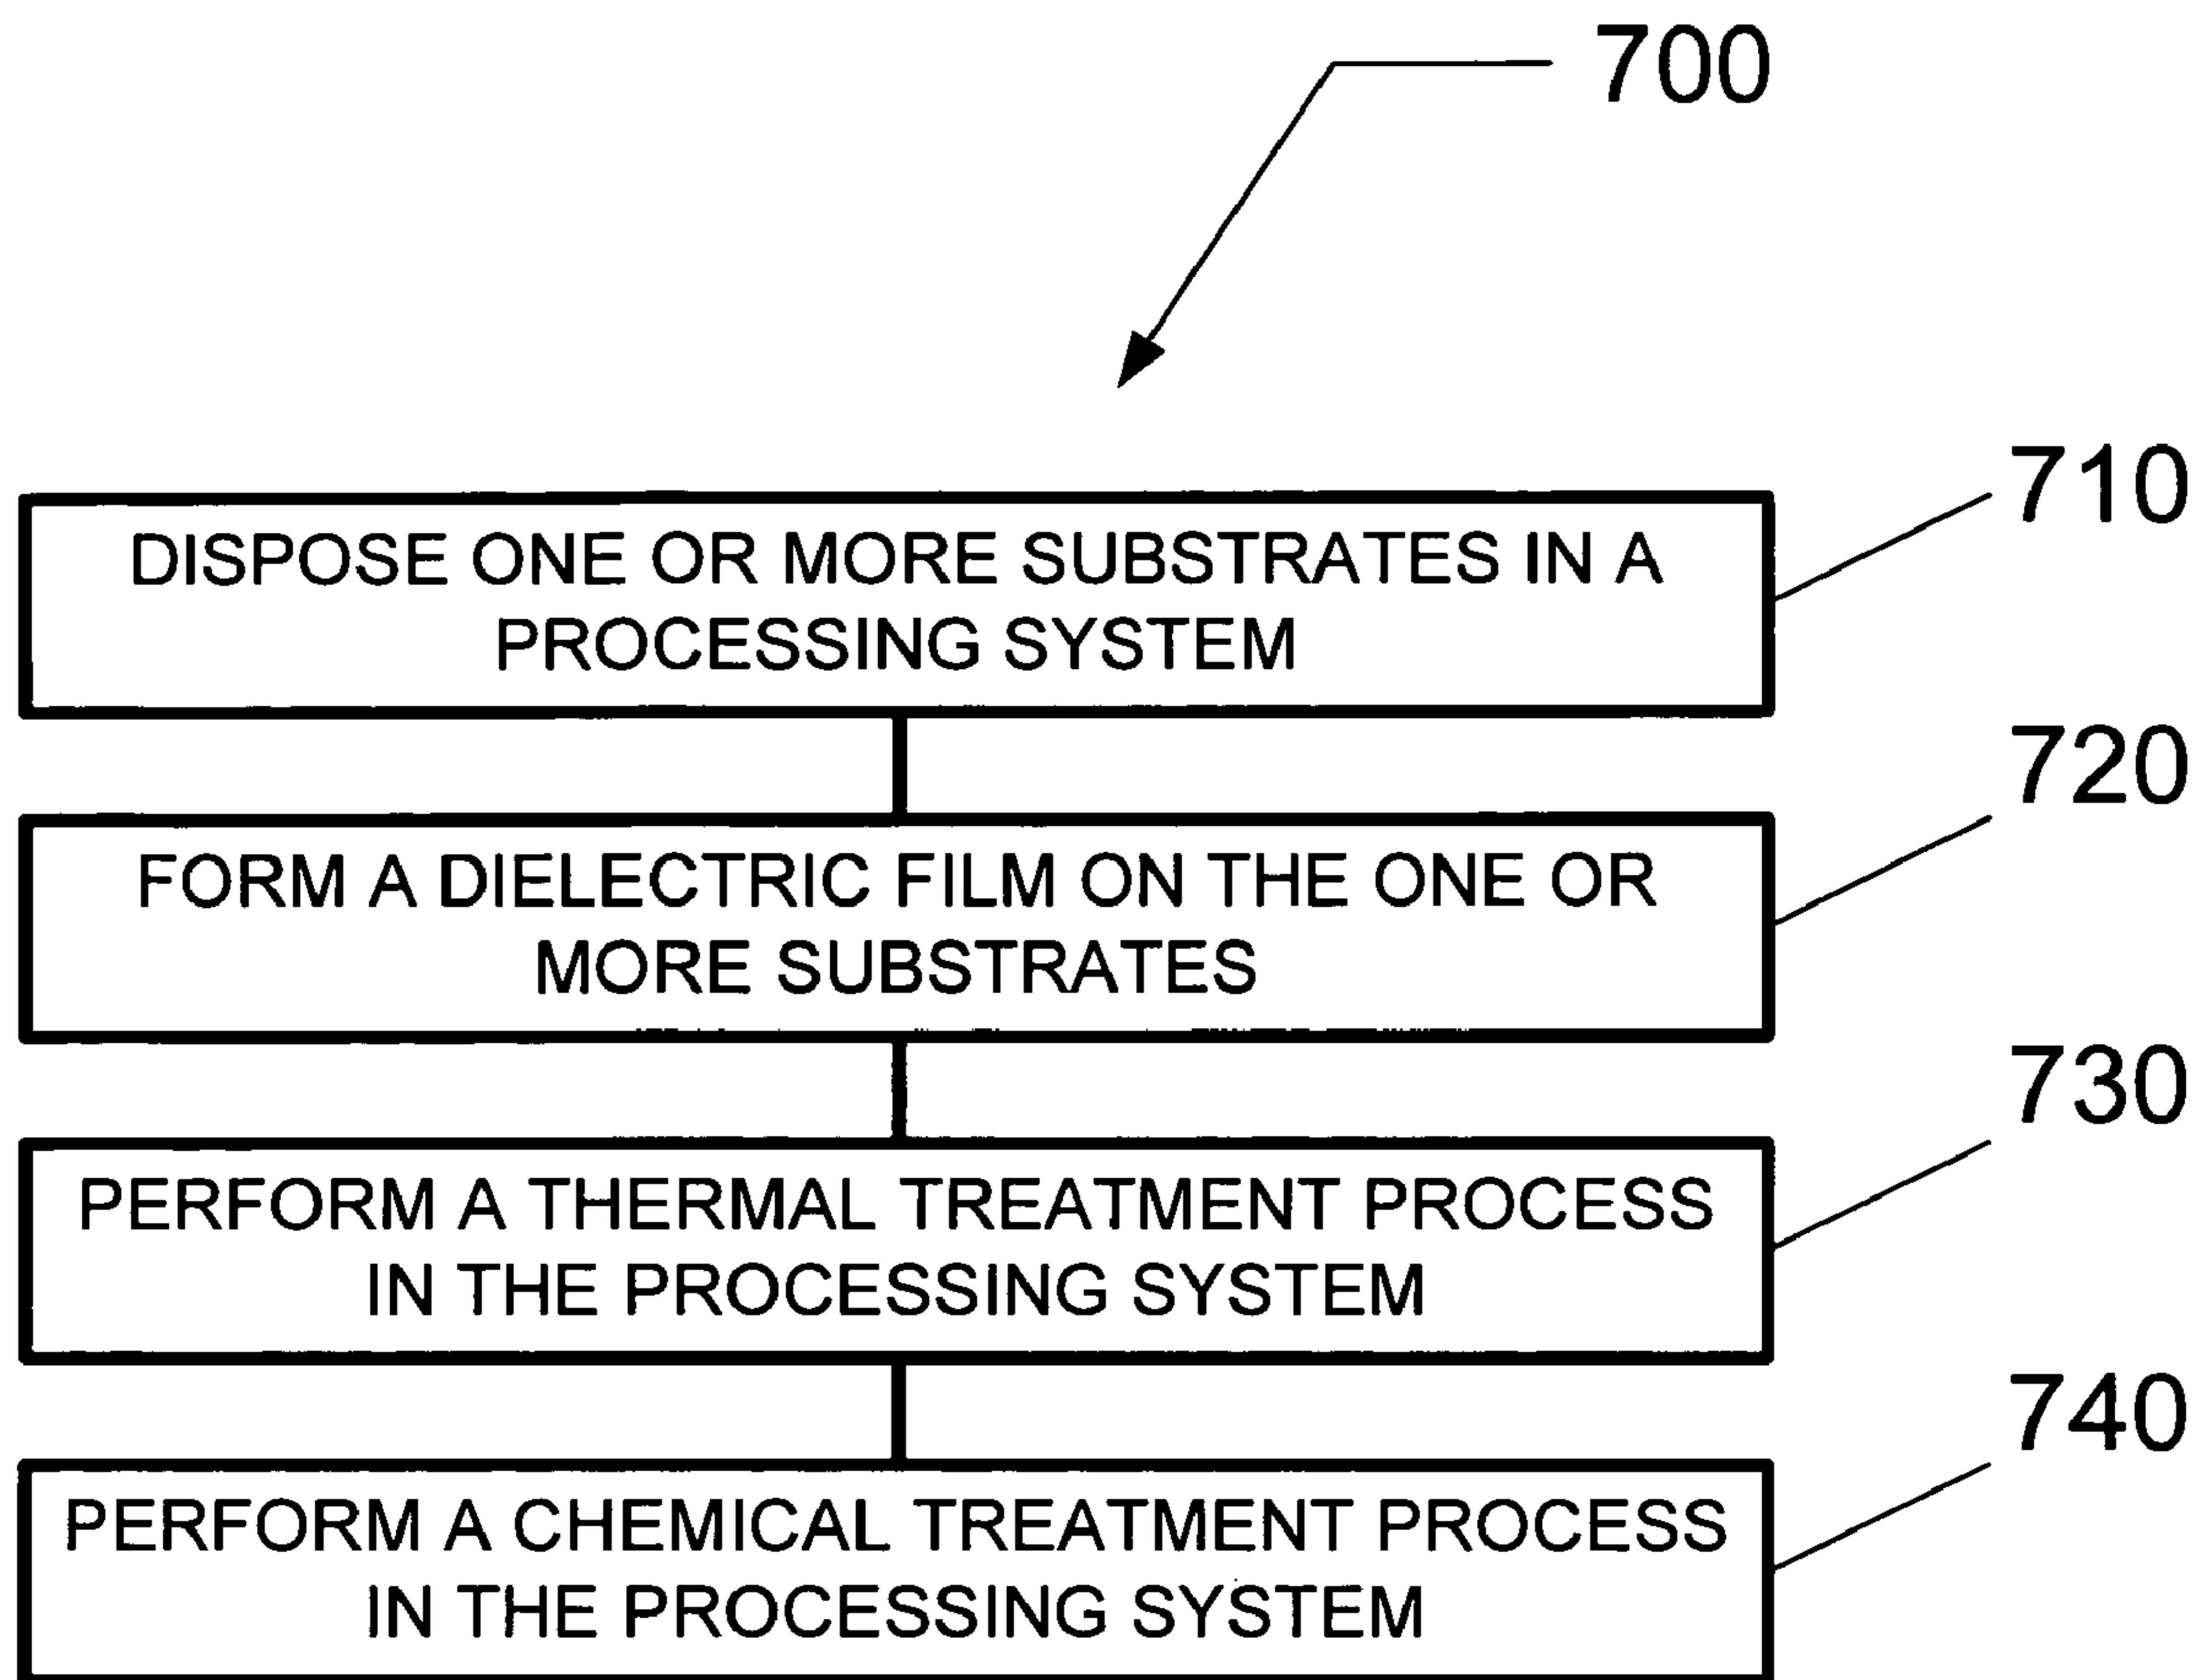 700
710
DISPOSE ONE OR MORE SUBSTRATES IN A
PROCESSING SYSTEM
720
FORM A DIELECTRIC FILM ON THE ONE OR
MORE SUBSTRATES
730
PERFORM A THERMAL TREATMENT PROCESS
IN THE PROCESSING SYSTEM
740
PERFORM A CHEMICAL TREATMENT PROCESS
IN THE PROCESSING SYSTEM